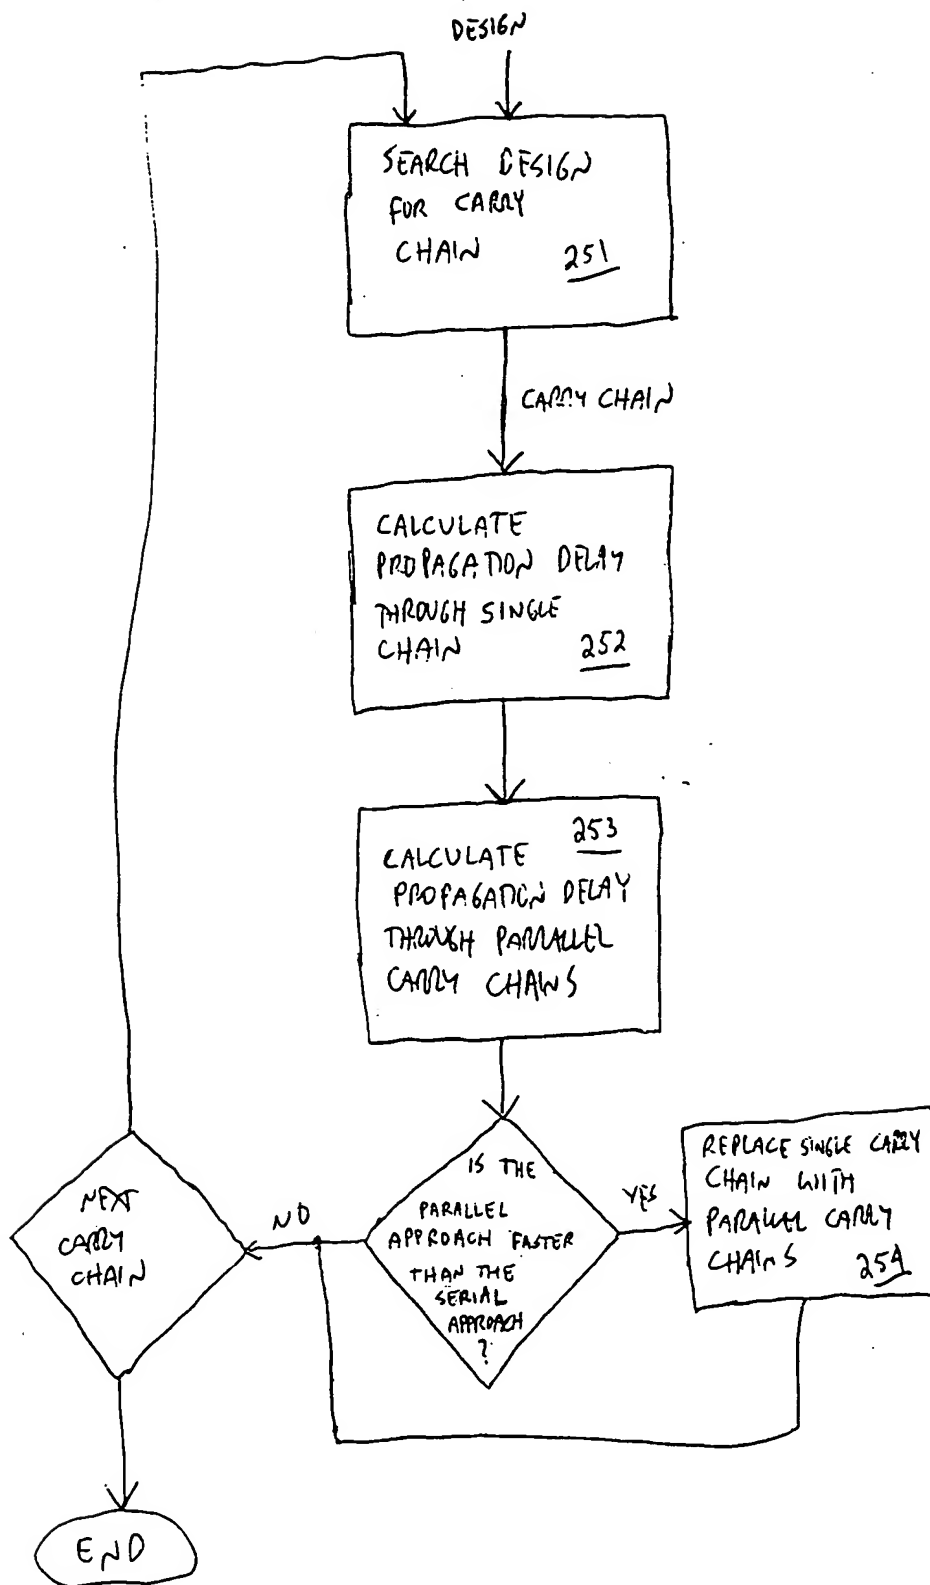 DESIGN
SEARCH DESIGN
FOR CARRY
CHAIN 251
CARRY CHAIN
CALCULATE
PROPAGATION DELAY
THROUGH SINGLE
CHAIN 252
253
CALCULATE
PROPAGATION DELAY
THROUGH PARRALLEL
CARRY CHAINS
IS THE
PARALLEL
APPROACH FASTER
THAN THE
SERIAL
APPROACH
?
YES
REPLACE SINGLE CARRY
CHAIN WITH
PARALLEL CARRY
CHAINS 254
NO
NEXT
CARRY
CHAIN
END